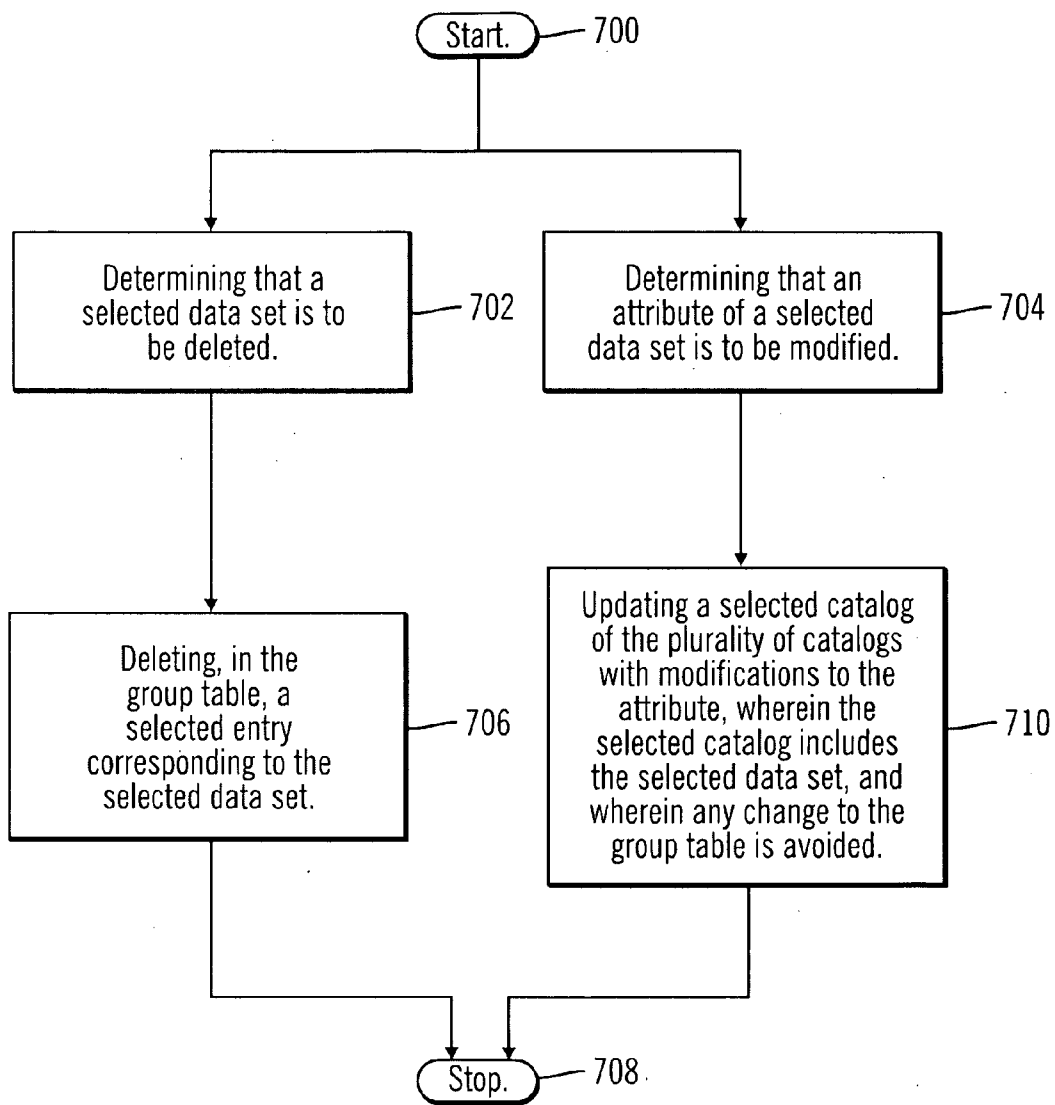 Start.
700
Determining that a
selected data set is to
be deleted.
702
Determining that an
attribute of a selected
data set is to be modified.
704
Deleting, in the
group table, a
selected entry
corresponding to the
selected data set.
706
Updating a selected catalog
of the plurality of catalogs
with modifications to the
attribute, wherein the
selected catalog includes
the selected data set, and
wherein any change to the
group table is avoided.
710
Stop.
708